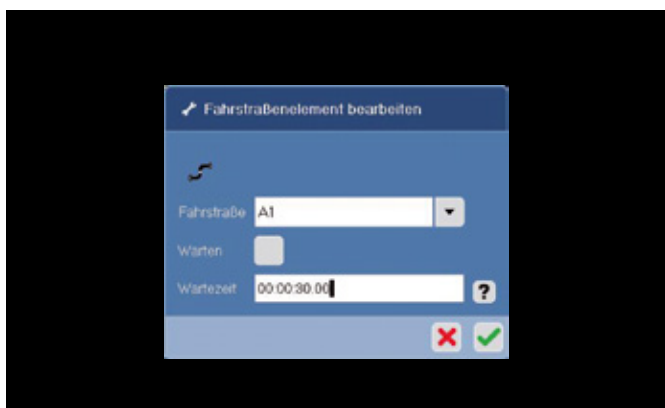 Fahrstraßenelement bearbeiten
Fahrstraße A1
Warten
Wartezeit 00:00:30.00 ?